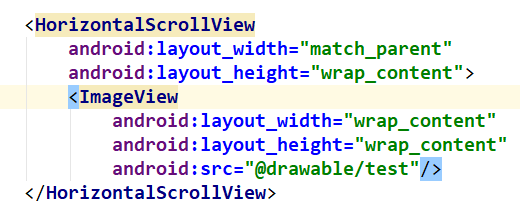 <HorizontalScrollView
android:layout_width="match_parent"
android:layout_height="wrap_content">
<ImageView
android:layout_width="wrap_content"
android:layout_height="wrap_content"
android:src="@drawable/test"/>
</HorizontalScrollView>